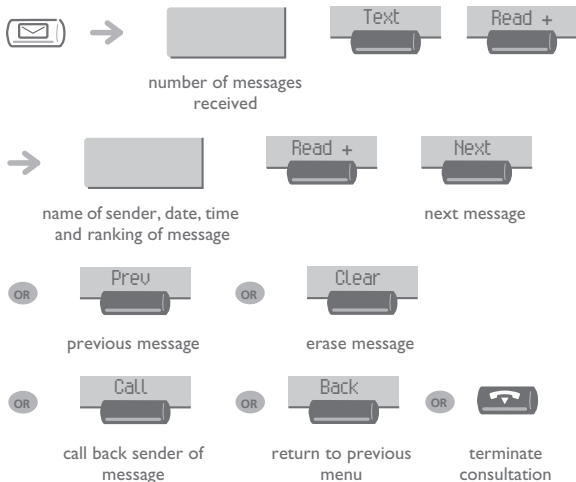 Text
Read +
number of messages
received
Read +
Next
name of sender, date, time
and ranking of message
next message
OR
Prev
OR
Clear
previous message
erase message
OR
Call
OR
Back
OR
call back sender of
message
return to previous
menu
terminate
consultation